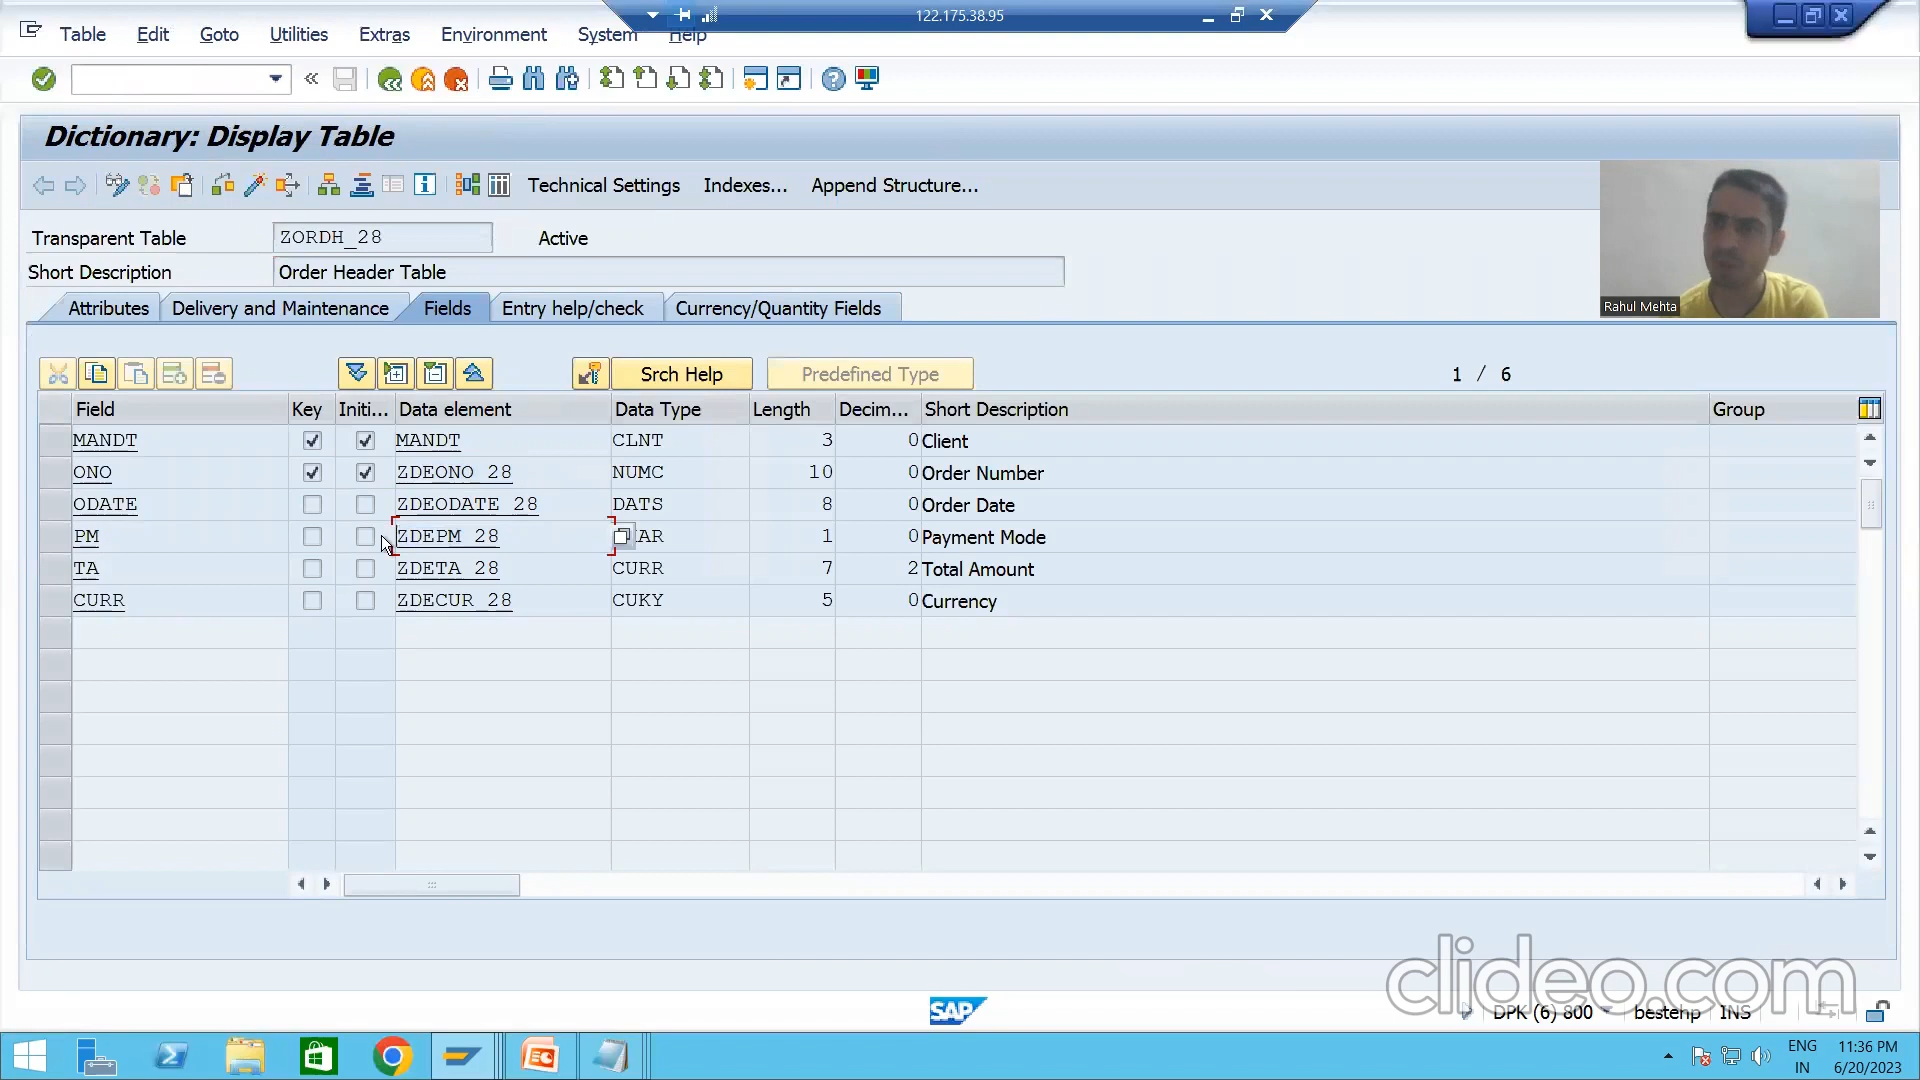 122.175.38.95
Table Edit Goto Utilities Extras Environment System Help
Dictionary: Display Table
Technical Settings Indexes... Append Structure...
Transparent Table ZORDH_28 Active
Short Description Order Header Table
Rahul Mehta
Attributes Delivery and Maintenance Fields Entry help/check Currency/Quantity Fields
Srch Help Predefined Type 1 / 6
Field Key Initi... Data element Data Type Length Decim... Short Description Group
MANDT MANDT CLNT 3 0 Client
ONO ZDEONO_28 NUMC 10 0 Order Number
ODATE ZDEODATE_28 DATS 8 0 Order Date
PM ZDEPM_28 AR 1 0 Payment Mode
TA ZDETA_28 CURR 7 2 Total Amount
CURR ZDECUR_28 CUKY 5 0 Currency
clideo.com
SAP DPK (6) 800 bestehp INS
ENG 11:36 PM
IN 6/20/2023